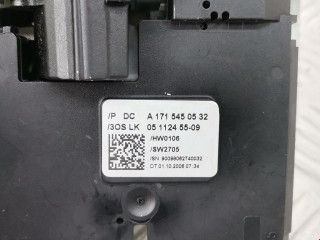 /P DC A 171 545 05 32
/3OS LK 05 1124 55-09
/HW0106
/SW2705
/SN 90096062740032
DT 01.10.2008 07:34